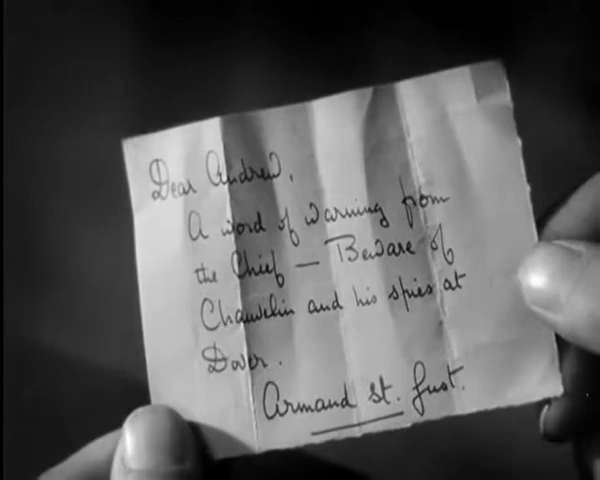 Dear Andrew,
A word of warning from
the Chief — Beware of
Chauvelin and his spies at
Dover.
Armand St. Just.